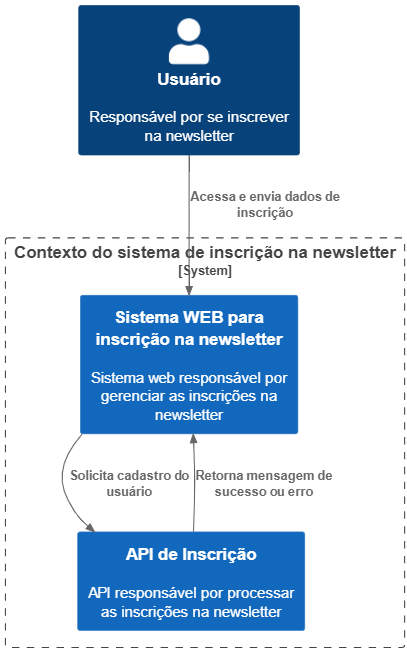 Usuário
Responsável por se inscrever
na newsletter
Acessa e envia dados de
inscrição
Contexto do sistema de inscrição na newsletter
[System]
Sistema WEB para
inscrição na newsletter
Sistema web responsável por
gerenciar as inscrições na
newsletter
Solicita cadastro do
usuário
Retorna mensagem de
sucesso ou erro
API de Inscrição
API responsável por processar
as inscrições na newsletter